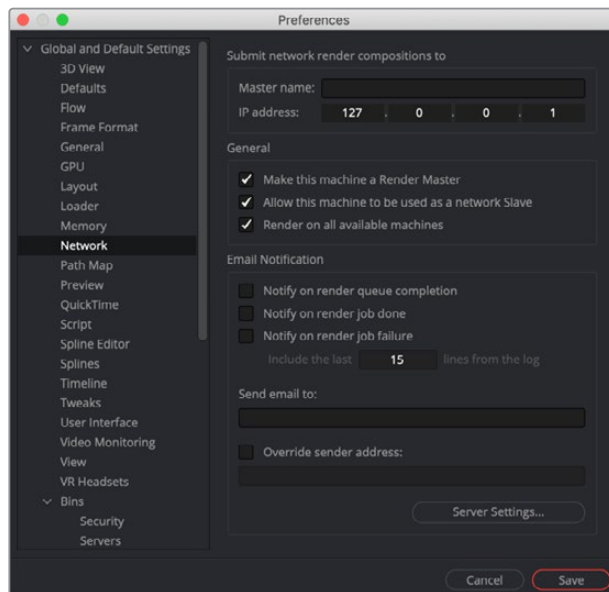 Preferences
Global and Default Settings
3D View
Defaults
Flow
Frame Format
General
GPU
Layout
Loader
Memory
Network
Path Map
Preview
QuickTime
Script
Spline Editor
Splines
Timeline
Tweaks
User Interface
Video Monitoring
View
VR Headsets
Bins
Security
Servers
Submit network render compositions to
Master name:
IP address: 127 . 0 . 0 . 1
General
Make this machine a Render Master
Allow this machine to be used as a network Slave
Render on all available machines
Email Notification
Notify on render queue completion
Notify on render job done
Notify on render job failure
Include the last 15 lines from the log
Send email to:
Override sender address:
Server Settings...
Cancel Save